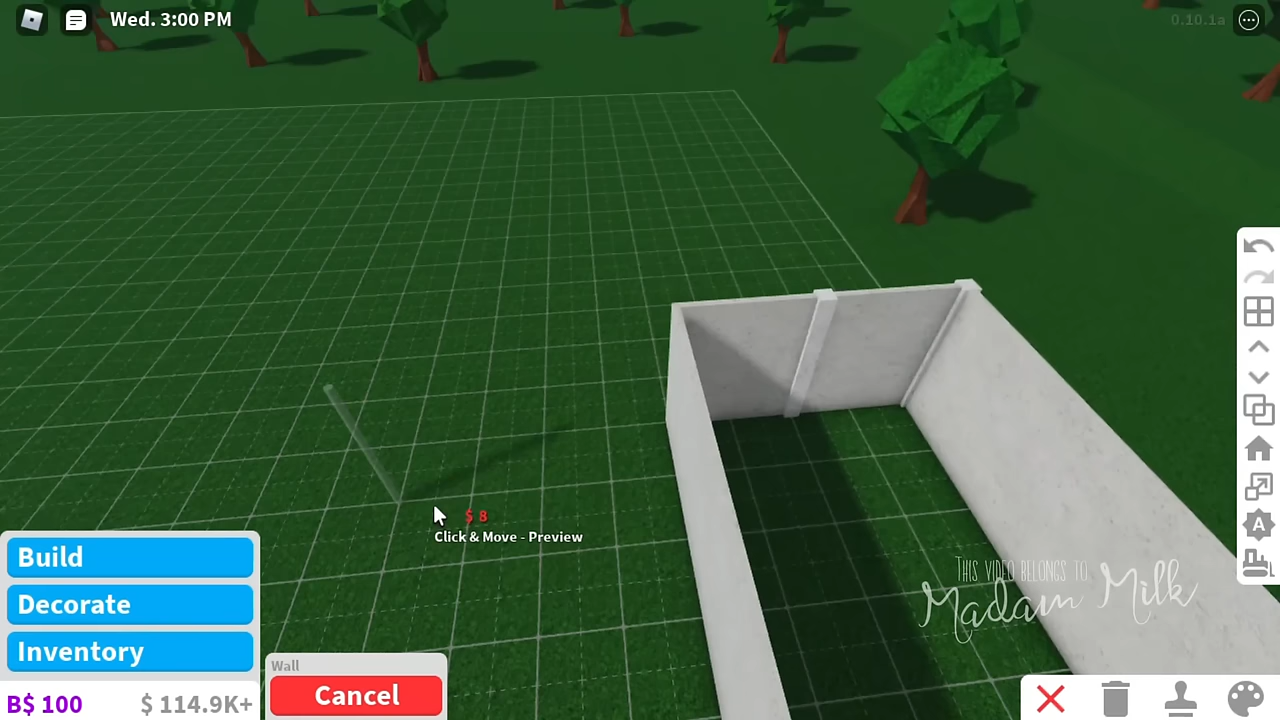 Wed. 3:00 PM
0.10.1a
$ 8
Click & Move - Preview
Build
Decorate
Inventory
B$ 100
$ 114.9K+
Wall
Cancel
A
THIS VIDEO BELONGS TO
Madam Milk